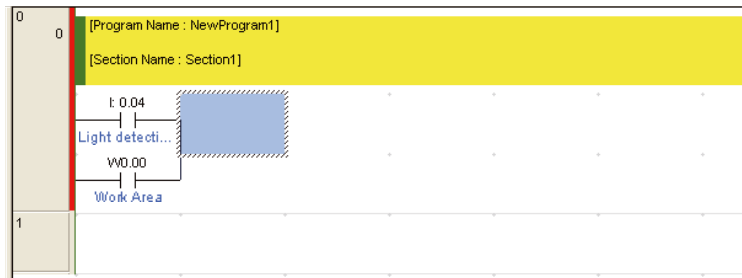 0
0
[Program Name : NewProgram1]
[Section Name : Section1]
I: 0.04
Light detecti...
W0.00
Work Area
1